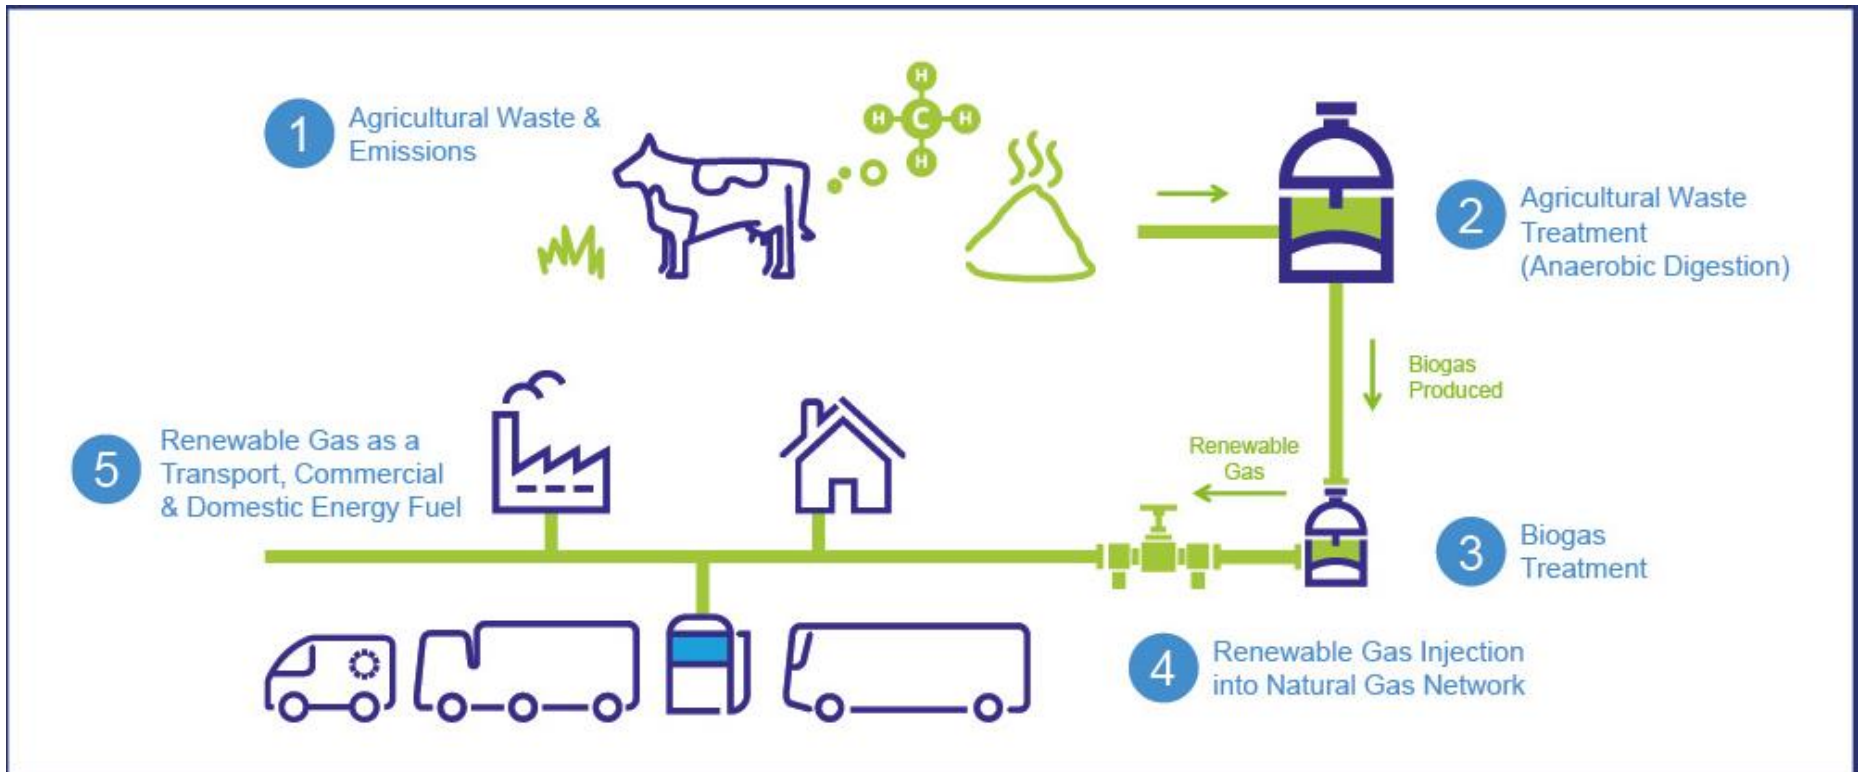 1
Agricultural Waste &
Emissions
H
H
C
H
H
2
Agricultural Waste
Treatment
(Anaerobic Digestion)
Biogas
Produced
Renewable
Gas
3
Biogas
Treatment
4
Renewable Gas Injection
into Natural Gas Network
5
Renewable Gas as a
Transport, Commercial
& Domestic Energy Fuel